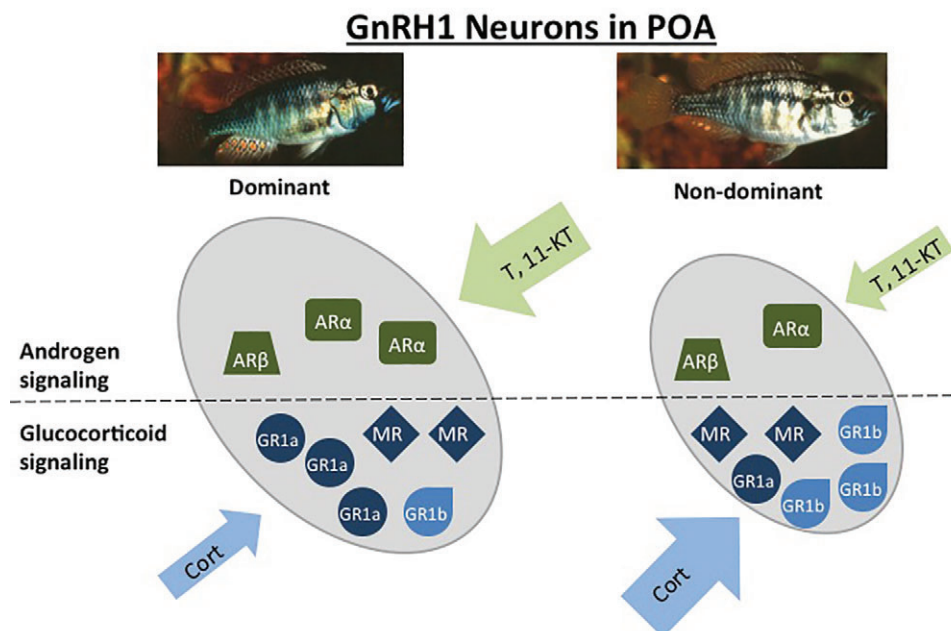 GnRH1 Neurons in POA
Dominant
Non-dominant
T, 11-KT
T, 11-KT
ARα
ARα
ARβ
ARα
ARβ
Androgen
signaling
Glucocorticoid
signaling
GR1a
MR
MR
GR1a
GR1a
GR1b
MR
MR
GR1b
GR1a
GR1b
GR1b
Cort
Cort